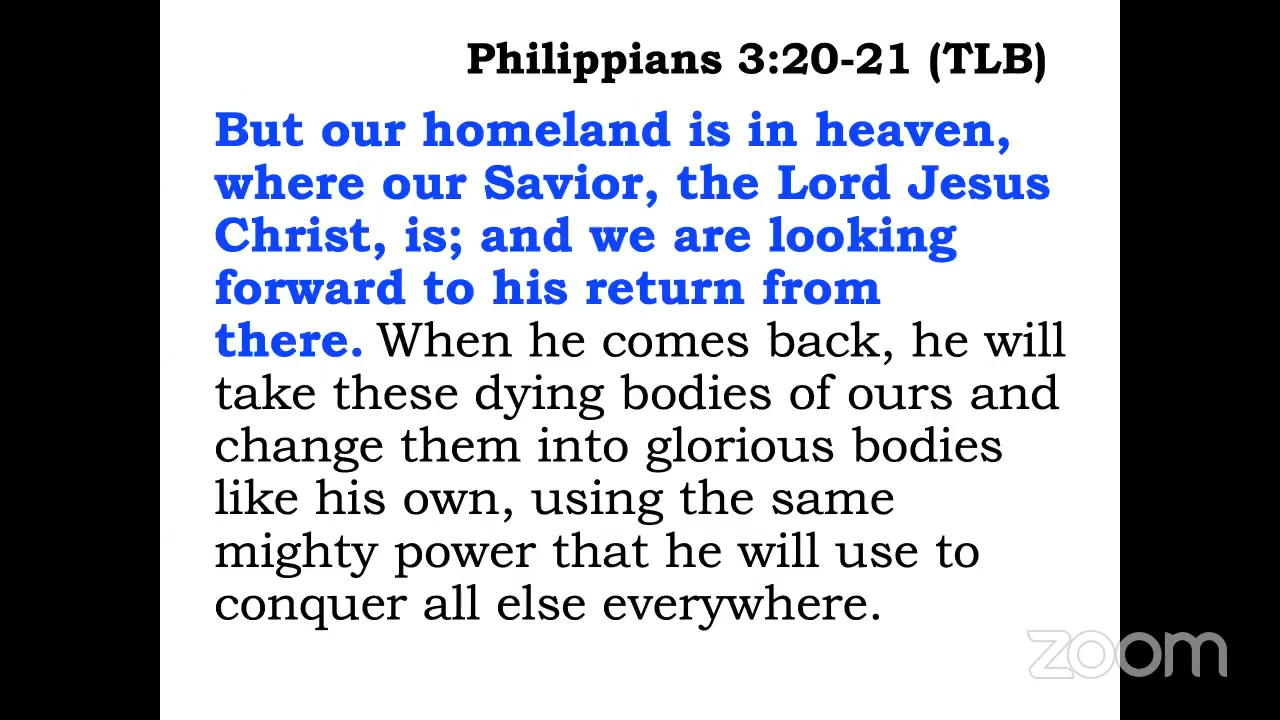 Philippians 3:20-21 (TLB)
But our homeland is in heaven,
where our Savior, the Lord Jesus
Christ, is; and we are looking
forward to his return from
there. When he comes back, he will
take these dying bodies of ours and
change them into glorious bodies
like his own, using the same
mighty power that he will use to
conquer all else everywhere.
zoom